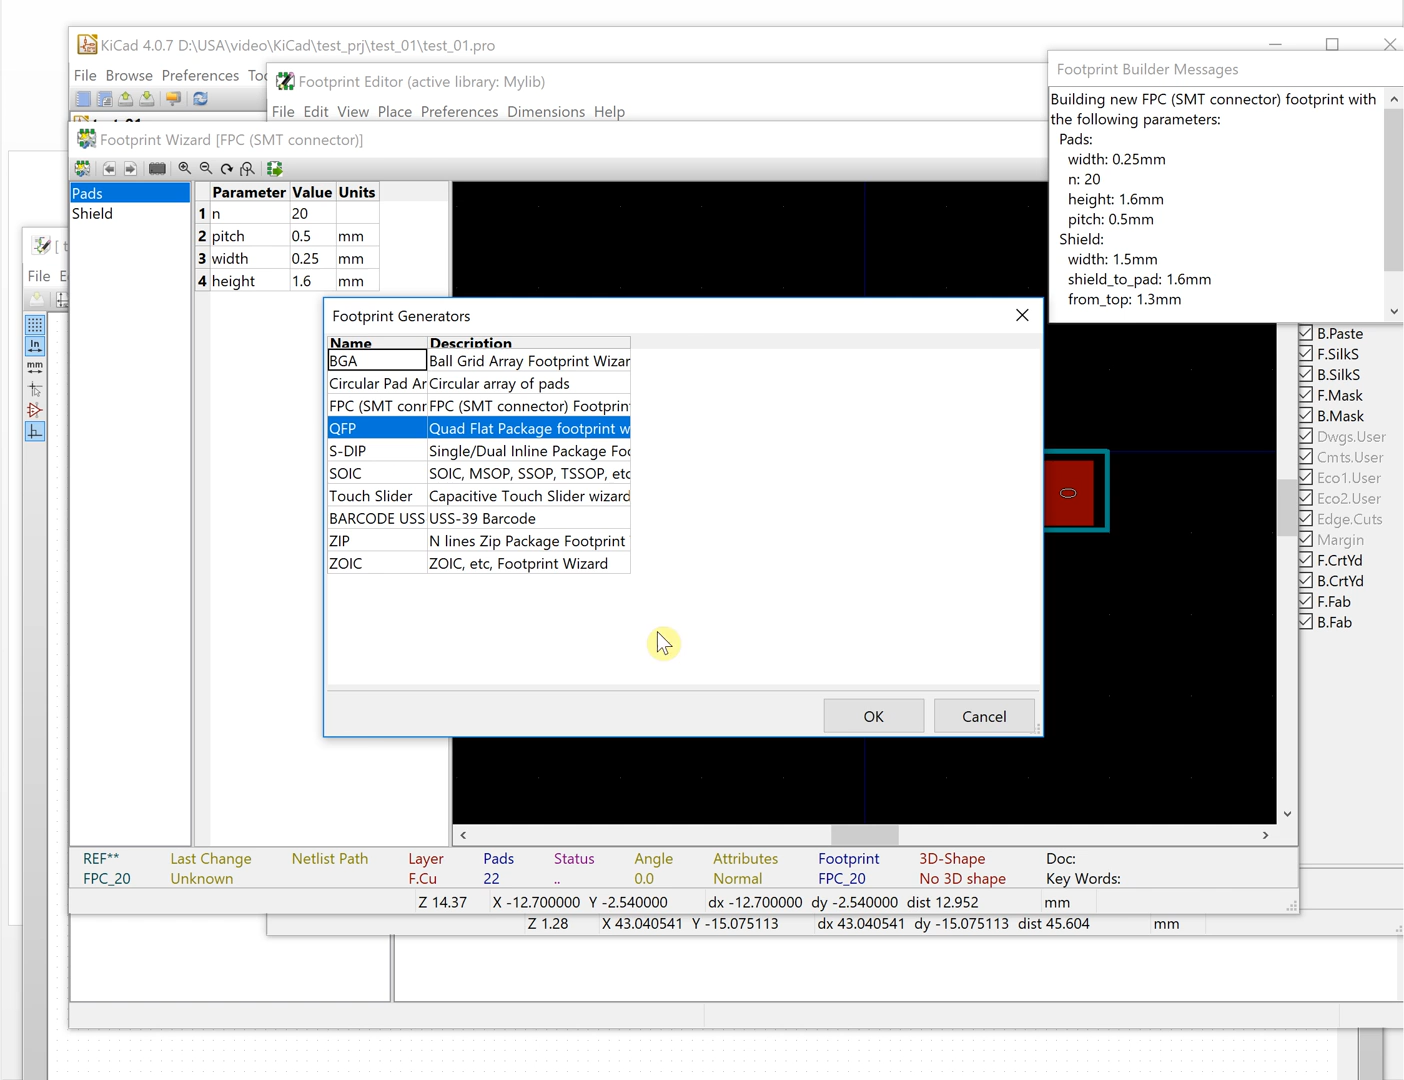 KiCad 4.0.7 D:\USA\video\KiCad\test_prj\test_01\test_01.pro
File Browse Preferences
Footprint Editor (active library: Mylib)
File Edit View Place Preferences Dimensions Help
Footprint Wizard [FPC (SMT connector)]
Footprint Builder Messages
Building new FPC (SMT connector) footprint with
the following parameters:
Pads:
width: 0.25mm
n: 20
height: 1.6mm
pitch: 0.5mm
Shield:
width: 1.5mm
shield_to_pad: 1.6mm
from_top: 1.3mm
Pads
Shield
Parameter Value Units
1 n 20
2 pitch 0.5 mm
3 width 0.25 mm
4 height 1.6 mm
File
In
mm
Footprint Generators
Name Description
BGA Ball Grid Array Footprint Wizar
Circular Pad Ar Circular array of pads
FPC (SMT conr FPC (SMT connector) Footprin
QFP Quad Flat Package footprint w
S-DIP Single/Dual Inline Package Foo
SOIC SOIC, MSOP, SSOP, TSSOP, etc
Touch Slider Capacitive Touch Slider wizard
BARCODE USS USS-39 Barcode
ZIP N lines Zip Package Footprint
ZOIC ZOIC, etc, Footprint Wizard
OK Cancel
0
B.Paste
F.SilkS
B.SilkS
F.Mask
B.Mask
Dwgs.User
Cmts.User
Eco1.User
Eco2.User
Edge.Cuts
Margin
F.CrtYd
B.CrtYd
F.Fab
B.Fab
REF** Last Change Netlist Path Layer Pads Status Angle Attributes Footprint 3D-Shape Doc:
FPC_20 Unknown F.Cu 22 .. 0.0 Normal FPC_20 No 3D shape Key Words:
Z 14.37 X -12.700000 Y -2.540000 dx -12.700000 dy -2.540000 dist 12.952 mm
Z 1.28 X 43.040541 Y -15.075113 dx 43.040541 dy -15.075113 dist 45.604 mm